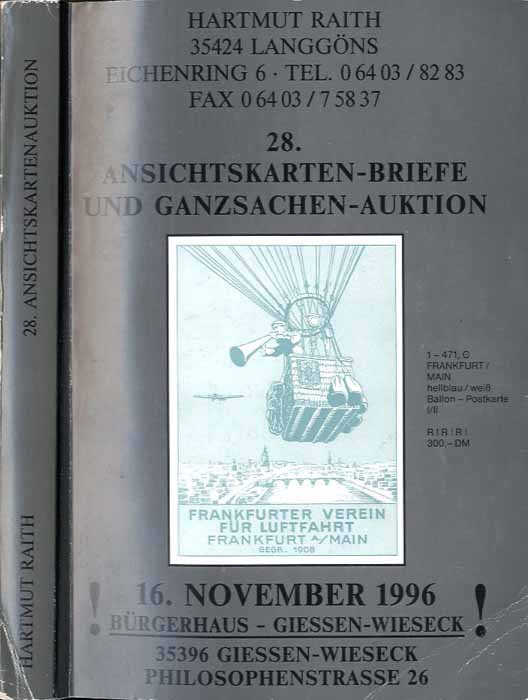 HARTMUT RAITH
28. ANSICHTSKARTENAUKTION
HARTMUT RAITH
35424 LANGGÖNS
EICHENRING 6 · TEL. 0 64 03 / 82 83
FAX 0 64 03 / 7 58 37
28.
ANSICHTSKARTEN-BRIEFE
UND GANZSACHEN-AUKTION
1 – 471, C
FRANKFURT /
MAIN
hellblau / weiß
Ballon – Postkarte
I/II
R ! R ! R !
300,– DM
FRANKFURTER VEREIN
FÜR LUFTFAHRT
FRANKFURT A/MAIN
GEGR. 1908
! 16. NOVEMBER 1996 !
BÜRGERHAUS – GIESSEN-WIESECK
35396 GIESSEN-WIESECK
PHILOSOPHENSTRASSE 26